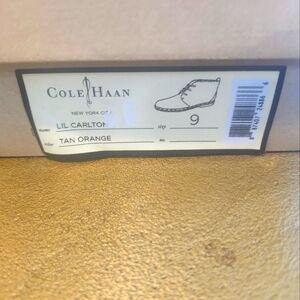 COLE HAAN
NEW YORK CITY
LIL CARLTON
9
TAN ORANGE